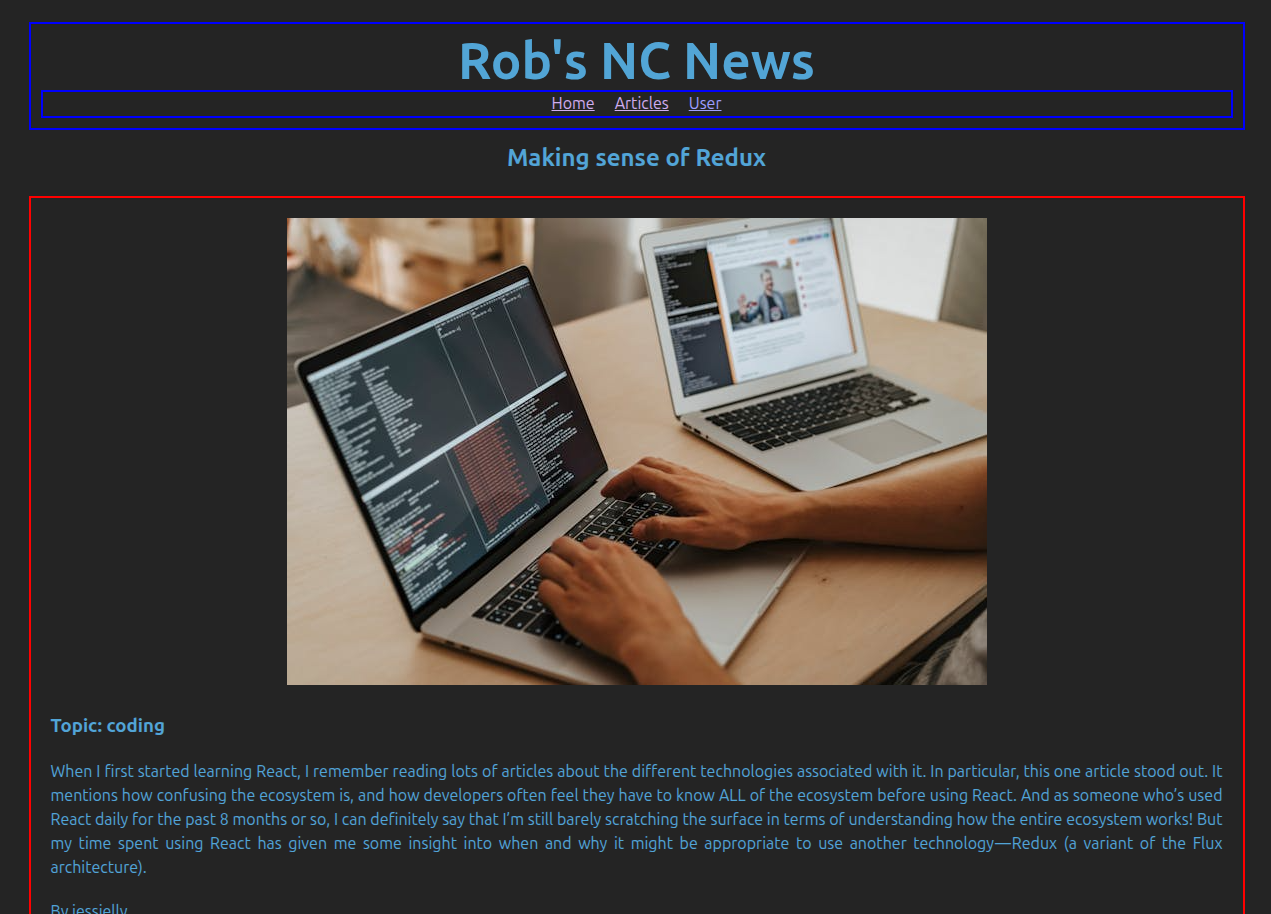 Rob's NC News
Home Articles User
Making sense of Redux
Topic: coding
When I first started learning React, I remember reading lots of articles about the different technologies associated with it. In particular, this one article stood out. It
mentions how confusing the ecosystem is, and how developers often feel they have to know ALL of the ecosystem before using React. And as someone who’s used
React daily for the past 8 months or so, I can definitely say that I’m still barely scratching the surface in terms of understanding how the entire ecosystem works! But
my time spent using React has given me some insight into when and why it might be appropriate to use another technology—Redux (a variant of the Flux
architecture).
By jessjelly